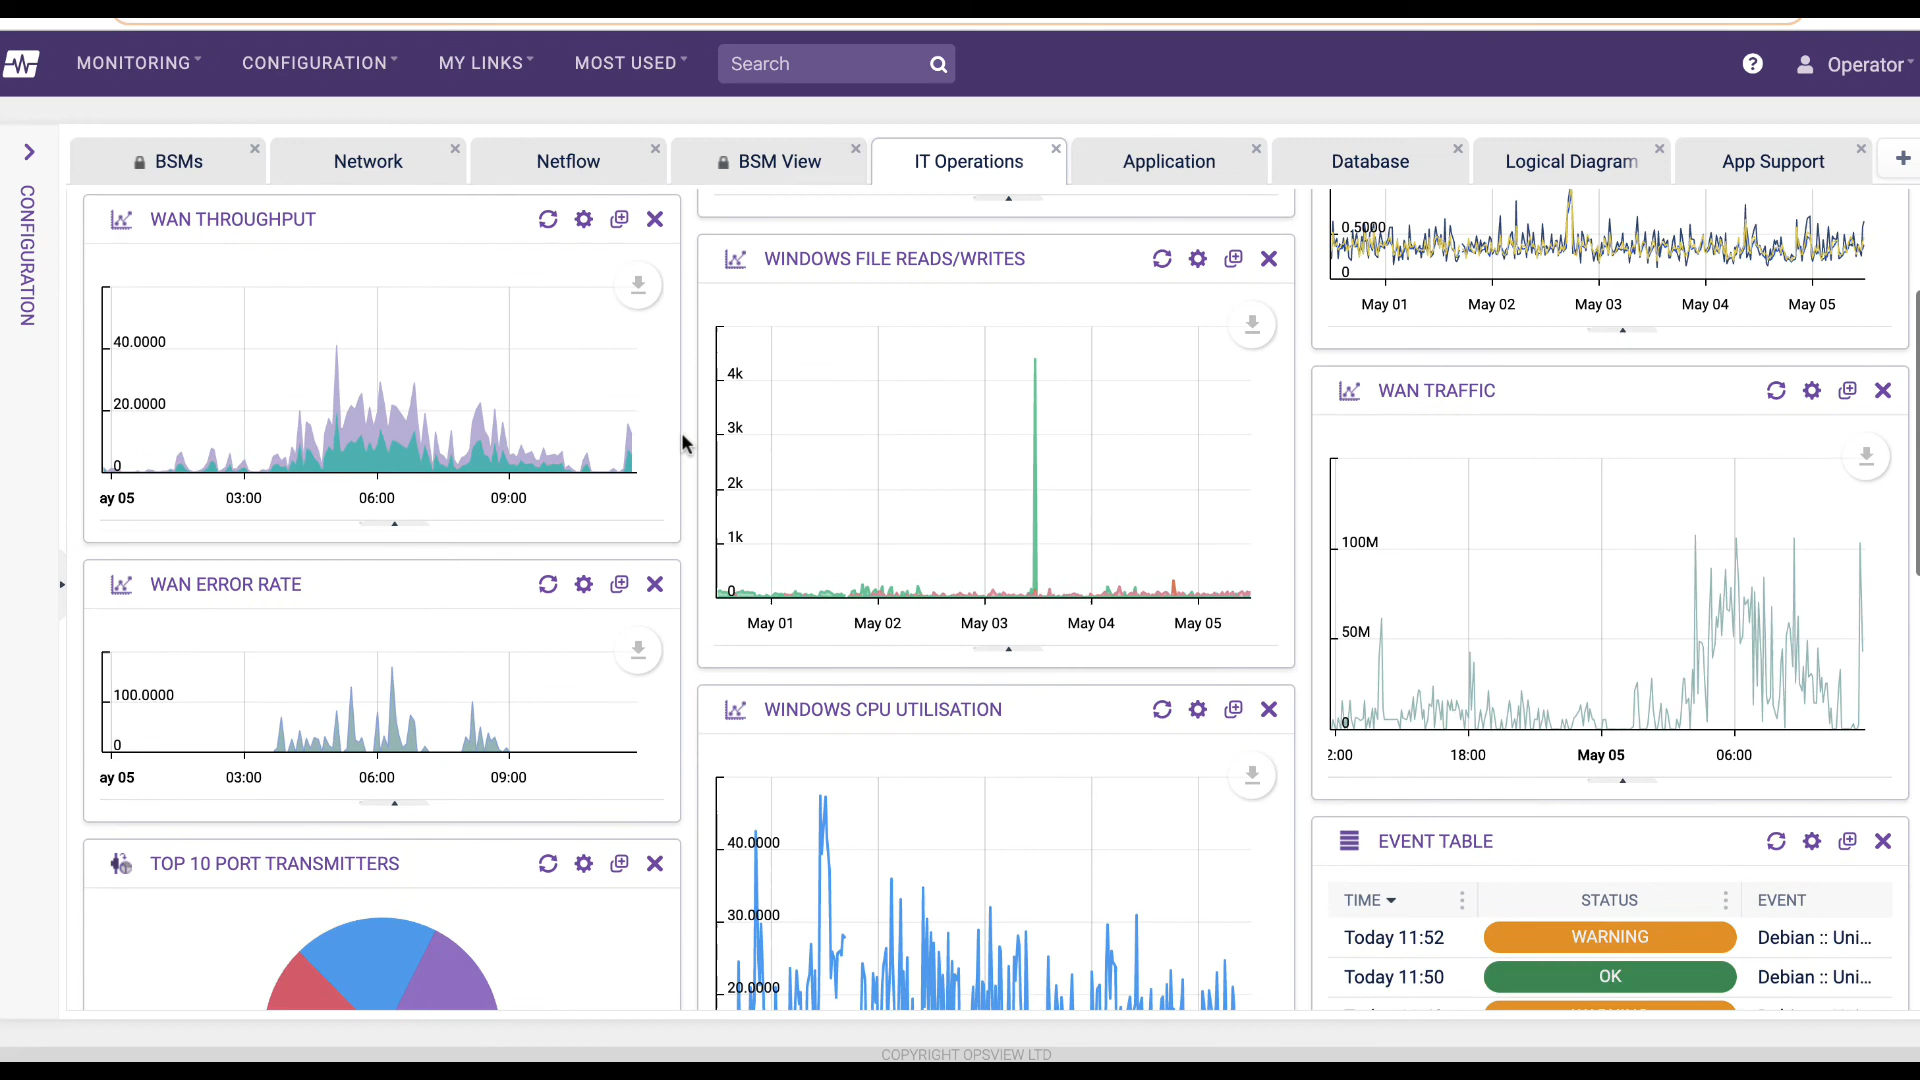 MONITORING CONFIGURATION MY LINKS MOST USED Search ? Operator
BSMs Network Netflow BSM View IT Operations Application Database Logical Diagram App Support
CONFIGURATION
WAN THROUGHPUT
40.0000
20.0000
0
ay 05 03:00 06:00 09:00
WAN ERROR RATE
100.0000
0
ay 05 03:00 06:00 09:00
TOP 10 PORT TRANSMITTERS
WINDOWS FILE READS/WRITES
4k
3k
2k
1k
0
May 01 May 02 May 03 May 04 May 05
WINDOWS CPU UTILISATION
40.0000
30.0000
20.0000
0.5000
0
May 01 May 02 May 03 May 04 May 05
WAN TRAFFIC
100M
50M
0
2:00 18:00 May 05 06:00
EVENT TABLE
TIME STATUS EVENT
Today 11:52 WARNING Debian :: Uni...
Today 11:50 OK Debian :: Uni...
COPYRIGHT OPSVIEW LTD